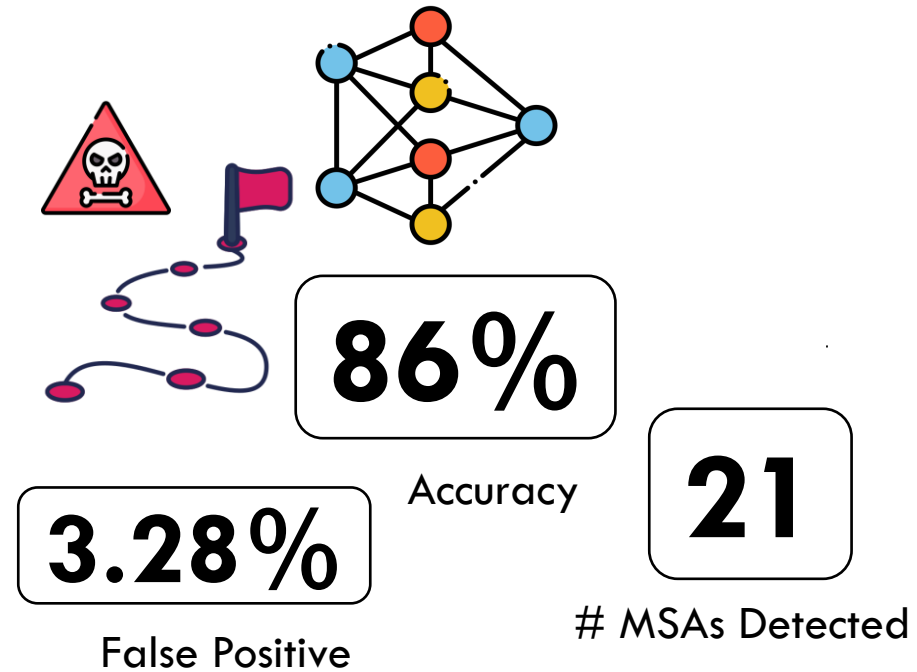 86%
Accuracy
21
# MSAs Detected
3.28%
False Positive